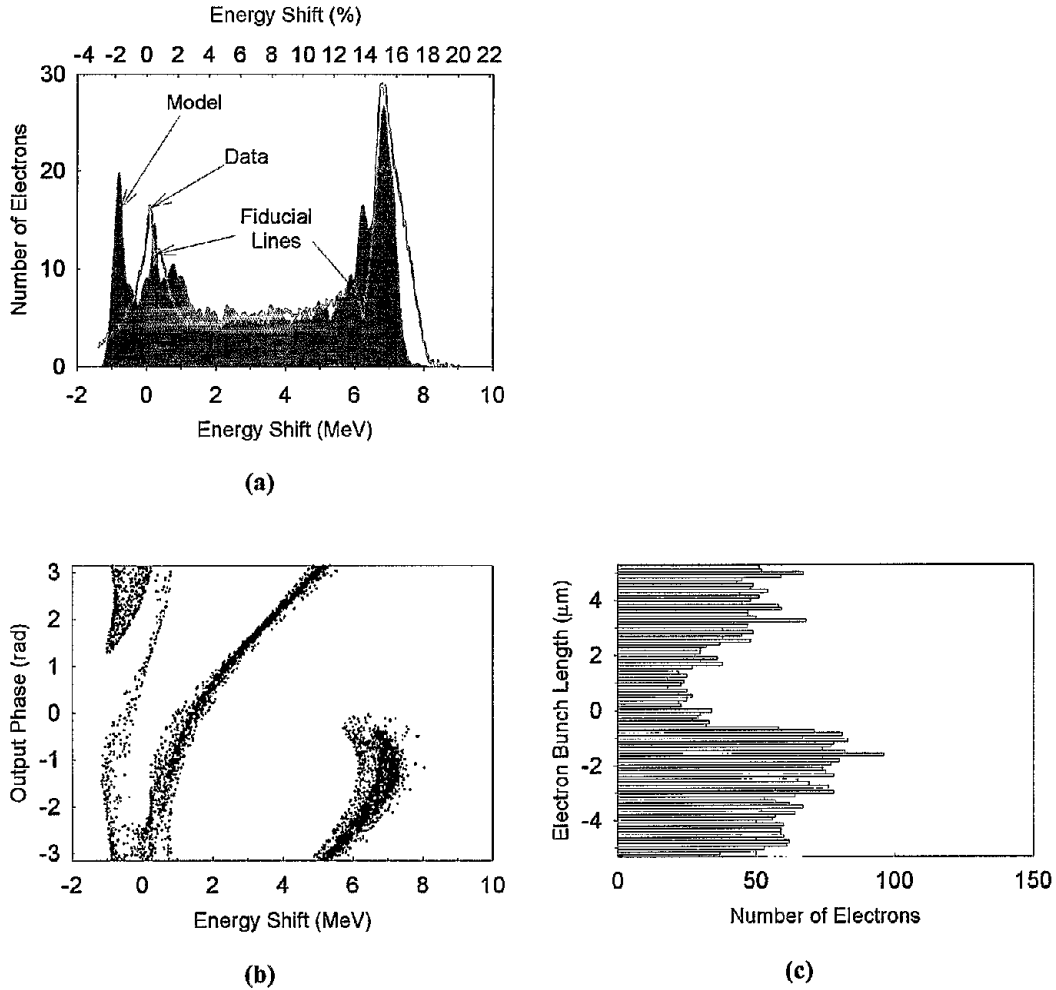 Energy Shift (%)
-4 -2 0 1 2 4 6 8 10 12 14 15 16 18 20 22
30
20
10
0
Number of Electrons
Model
Data
Fiducial
Lines
-2 0 2 4 6 8 10
Energy Shift (MeV)
(a)
3
2
1
0
-1
-2
-3
Output Phase (rad)
-2 0 2 4 6 8 10
Energy Shift (MeV)
(b)
4
2
0
-2
-4
Electron Bunch Length (μm)
0 50 100 150
Number of Electrons
(c)